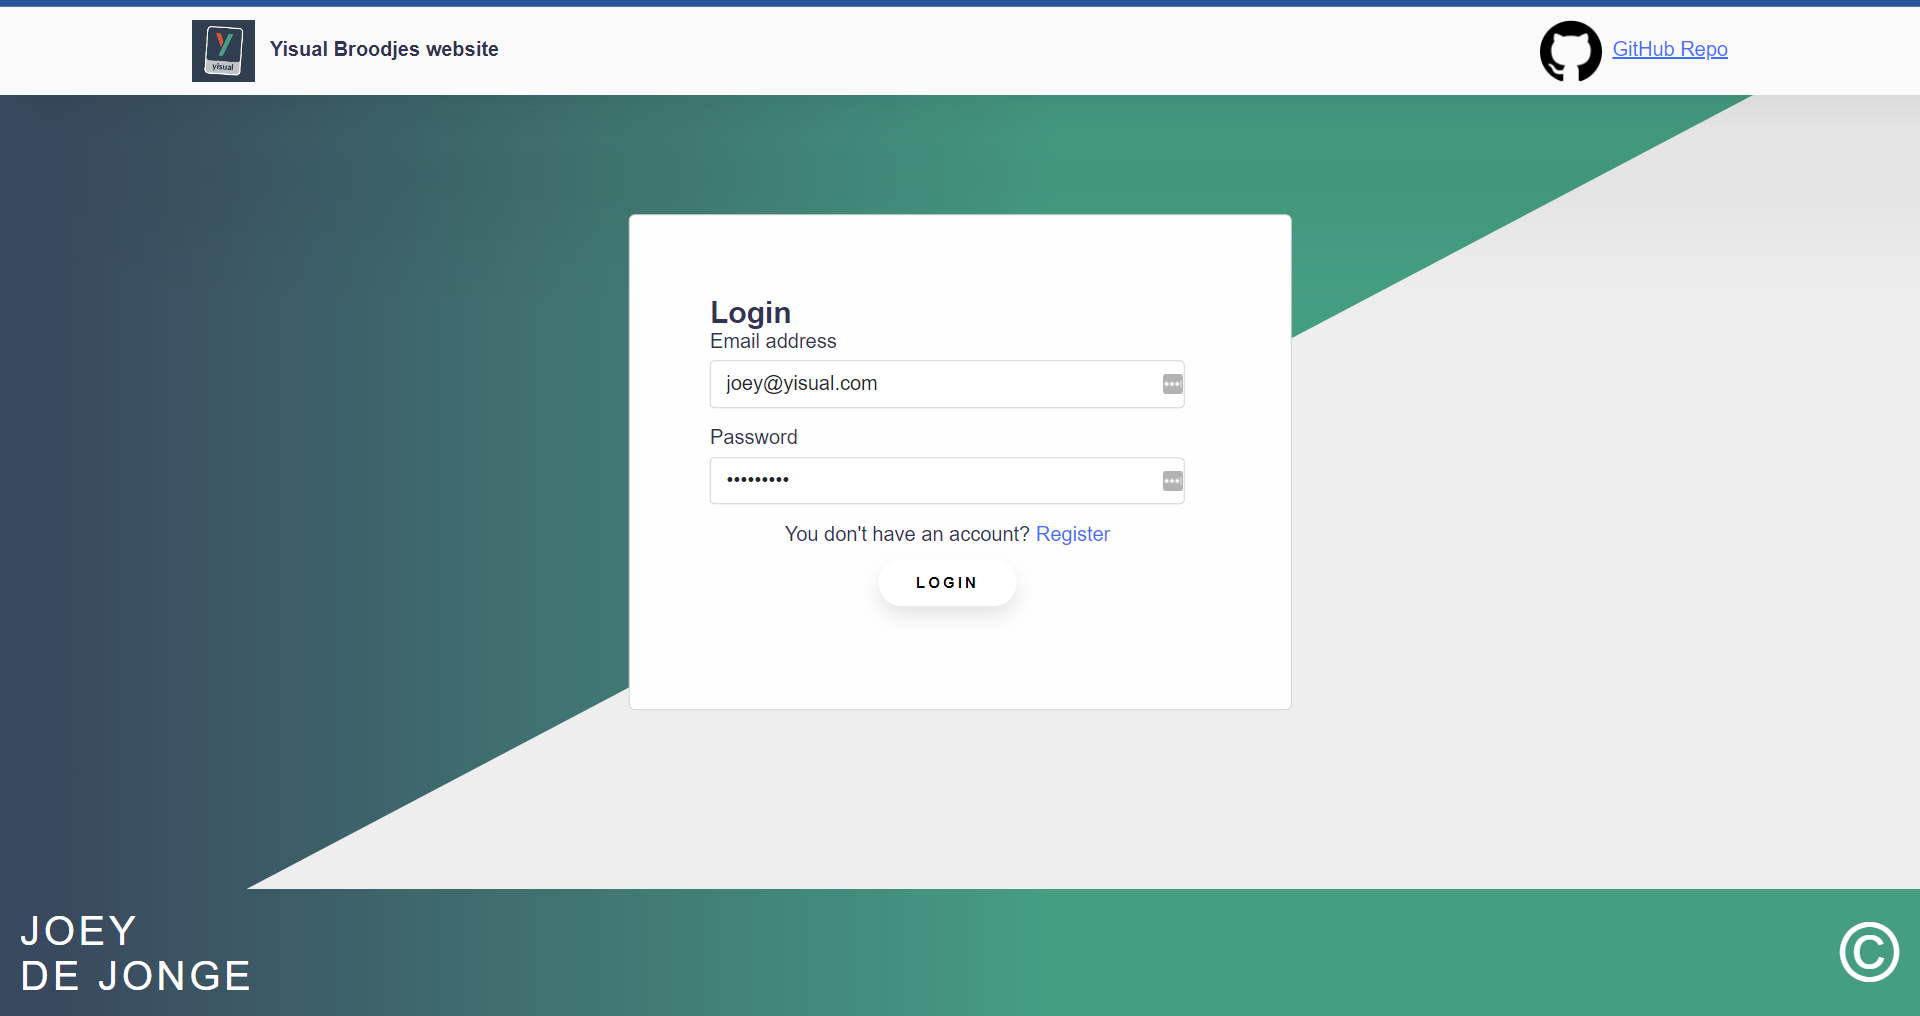 yisual
Yisual Broodjes website
GitHub Repo
Login
Email address
joey@yisual.com
Password
•••••••••
You don't have an account? Register
LOGIN
JOEY
DE JONGE
©